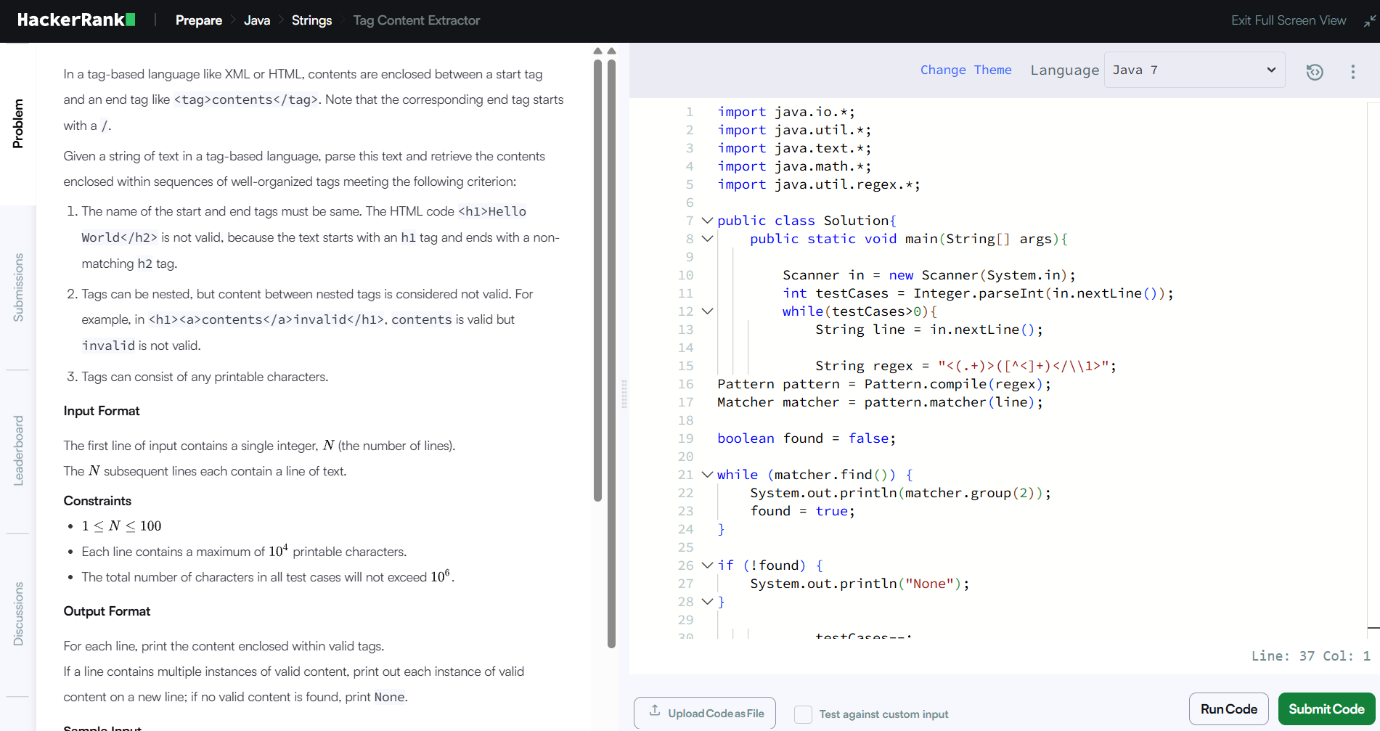 HackerRank | Prepare > Java > Strings > Tag Content Extractor Exit Full Screen View
Problem
Submissions
Leaderboard
Discussions
In a tag-based language like XML or HTML, contents are enclosed between a start tag
and an end tag like <tag>contents</tag>. Note that the corresponding end tag starts
with a /.
Given a string of text in a tag-based language, parse this text and retrieve the contents
enclosed within sequences of well-organized tags meeting the following criterion:
1. The name of the start and end tags must be same. The HTML code <h1>Hello
World</h2> is not valid, because the text starts with an h1 tag and ends with a non-
matching h2 tag.
2. Tags can be nested, but content between nested tags is considered not valid. For
example, in <h1><a>contents</a>invalid</h1>, contents is valid but
invalid is not valid.
3. Tags can consist of any printable characters.
Input Format
The first line of input contains a single integer, N (the number of lines).
The N subsequent lines each contain a line of text.
Constraints
• 1 ≤ N ≤ 100
• Each line contains a maximum of 10⁴ printable characters.
• The total number of characters in all test cases will not exceed 10⁶.
Output Format
For each line, print the content enclosed within valid tags.
If a line contains multiple instances of valid content, print out each instance of valid
content on a new line; if no valid content is found, print None.
Sample Input
Change Theme Language Java 7
1 import java.io.*;
2 import java.util.*;
3 import java.text.*;
4 import java.math.*;
5 import java.util.regex.*;
6
7 public class Solution{
8 public static void main(String[] args){
9
10 Scanner in = new Scanner(System.in);
11 int testCases = Integer.parseInt(in.nextLine());
12 while(testCases>0){
13 String line = in.nextLine();
14
15 String regex = "<(.+)>([^<]+)</\\1>";
16 Pattern pattern = Pattern.compile(regex);
17 Matcher matcher = pattern.matcher(line);
18
19 boolean found = false;
20
21 while (matcher.find()) {
22 System.out.println(matcher.group(2));
23 found = true;
24 }
25
26 if (!found) {
27 System.out.println("None");
28 }
29
30 testCases--;
Line: 37 Col: 1
Upload Code as File
Test against custom input
Run Code
Submit Code